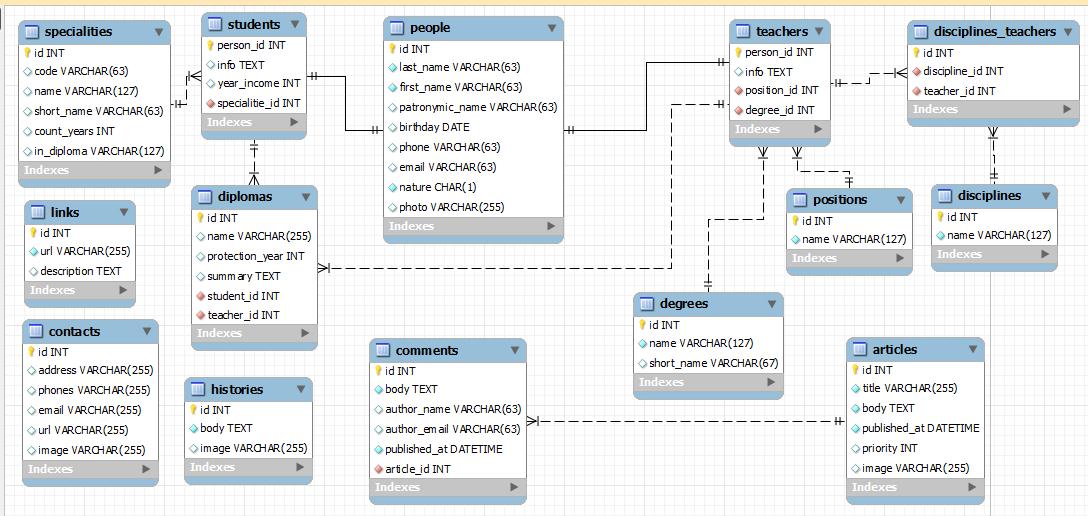 specialities
id INT
code VARCHAR(63)
name VARCHAR(127)
short_name VARCHAR(63)
count_years INT
in_diploma VARCHAR(127)
Indexes
students
person_id INT
info TEXT
year_income INT
specialitie_id INT
Indexes
people
id INT
last_name VARCHAR(63)
first_name VARCHAR(63)
patronymic_name VARCHAR(63)
birthday DATE
phone VARCHAR(63)
email VARCHAR(63)
nature CHAR(1)
photo VARCHAR(255)
Indexes
teachers
person_id INT
info TEXT
position_id INT
degree_id INT
Indexes
disciplines_teachers
id INT
discipline_id INT
teacher_id INT
Indexes
links
id INT
url VARCHAR(255)
description TEXT
Indexes
diplomas
id INT
name VARCHAR(255)
protection_year INT
summary TEXT
student_id INT
teacher_id INT
Indexes
positions
id INT
name VARCHAR(127)
Indexes
disciplines
id INT
name VARCHAR(127)
Indexes
contacts
id INT
address VARCHAR(255)
phones VARCHAR(255)
email VARCHAR(255)
url VARCHAR(255)
image VARCHAR(255)
Indexes
histories
id INT
body TEXT
image VARCHAR(255)
Indexes
comments
id INT
body TEXT
author_name VARCHAR(63)
author_email VARCHAR(63)
published_at DATETIME
article_id INT
Indexes
degrees
id INT
name VARCHAR(127)
short_name VARCHAR(67)
Indexes
articles
id INT
title VARCHAR(255)
body TEXT
published_at DATETIME
priority INT
image VARCHAR(255)
Indexes